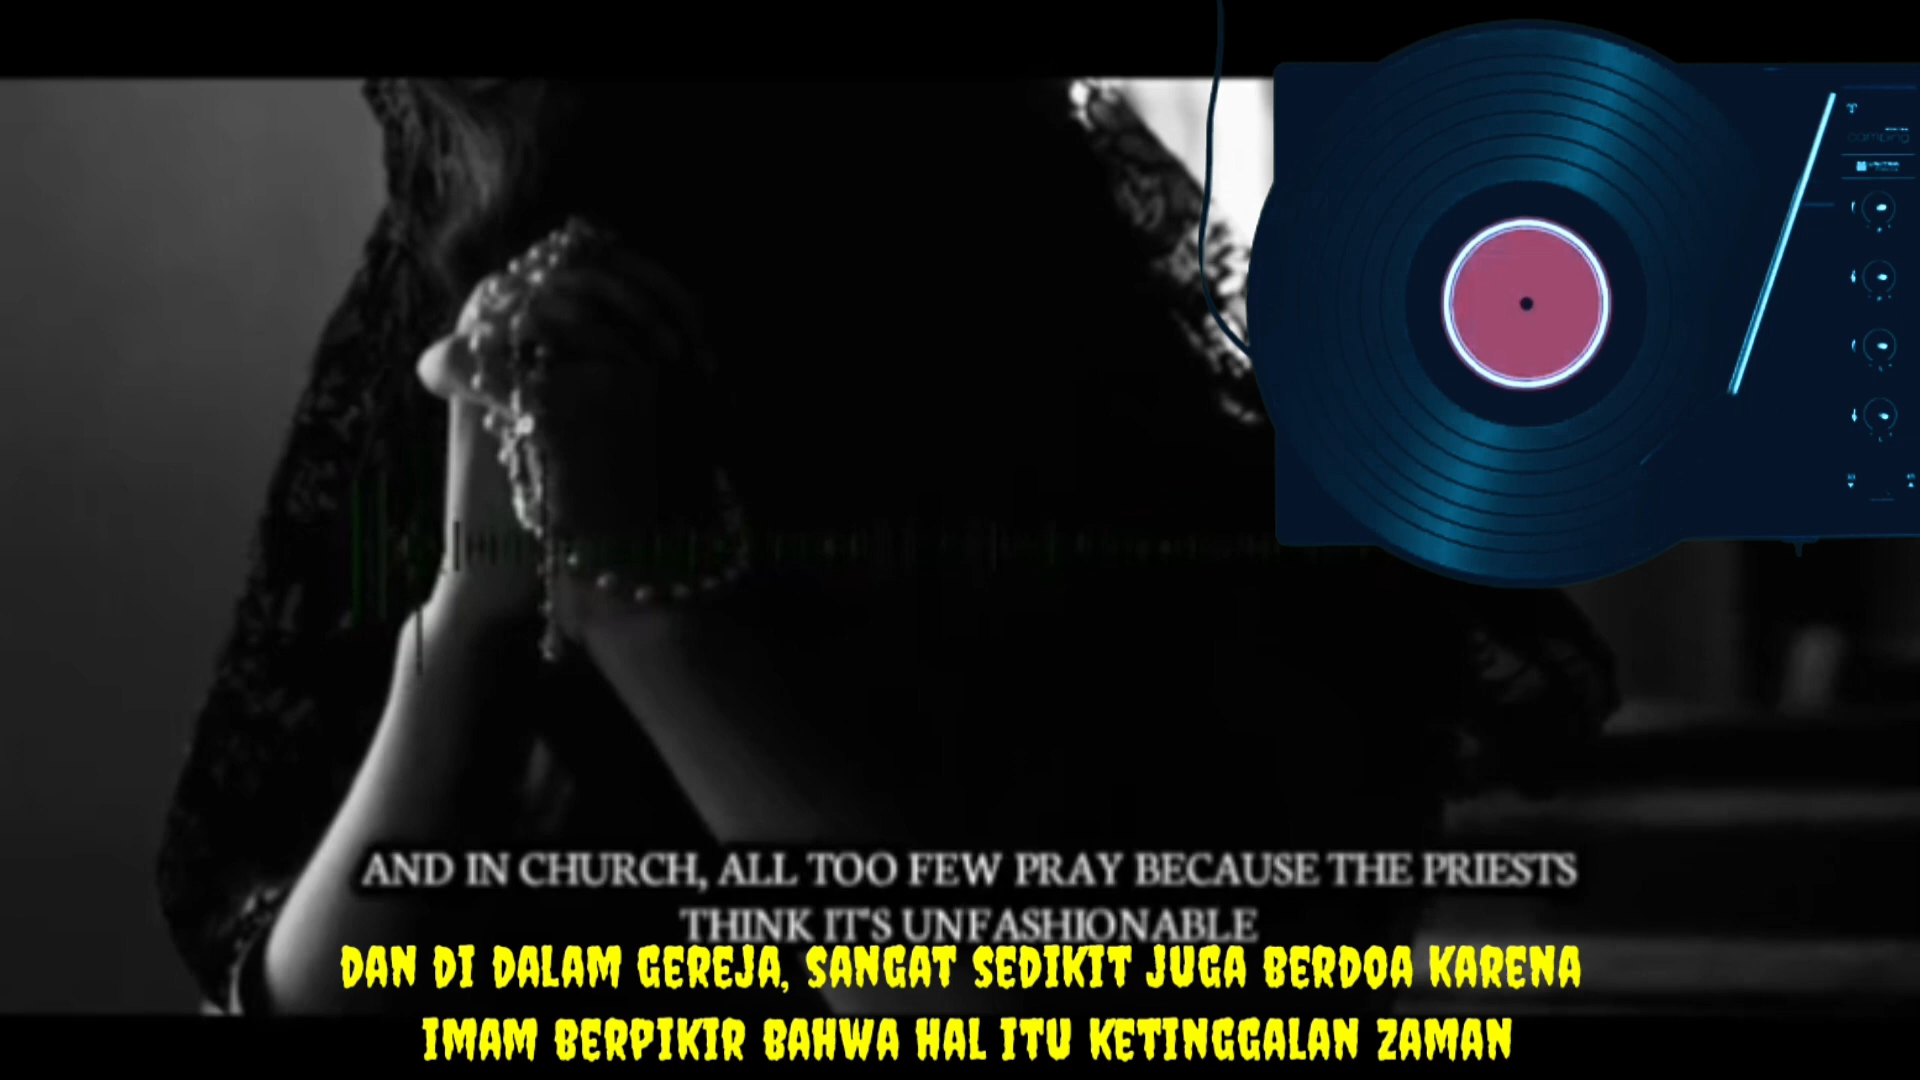 AND IN CHURCH, ALL TOO FEW PRAY BECAUSE THE PRIESTS
THINK IT'S UNFASHIONABLE
DAN DI DALAM GEREJA, SANGAT SEDIKIT JUGA BERDOA KARENA
IMAM BERPIKIR BAHWA HAL ITU KETINGGALAN ZAMAN